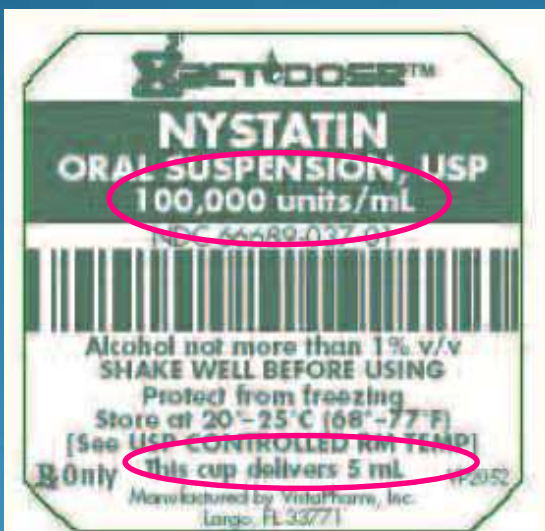 XACTDOSE™
NYSTATIN
ORAL SUSPENSION, USP
100,000 units/mL
NDC 66689-037-01
Alcohol not more than 1% v/v
SHAKE WELL BEFORE USING
Protect from freezing
Store at 20°-25°C (68°-77°F)
[See USP CONTROLLED RM TEMP]
This cup delivers 5 mL
℞ Only VP2052
Manufactured by VistaPharm, Inc.
Largo, FL 33771